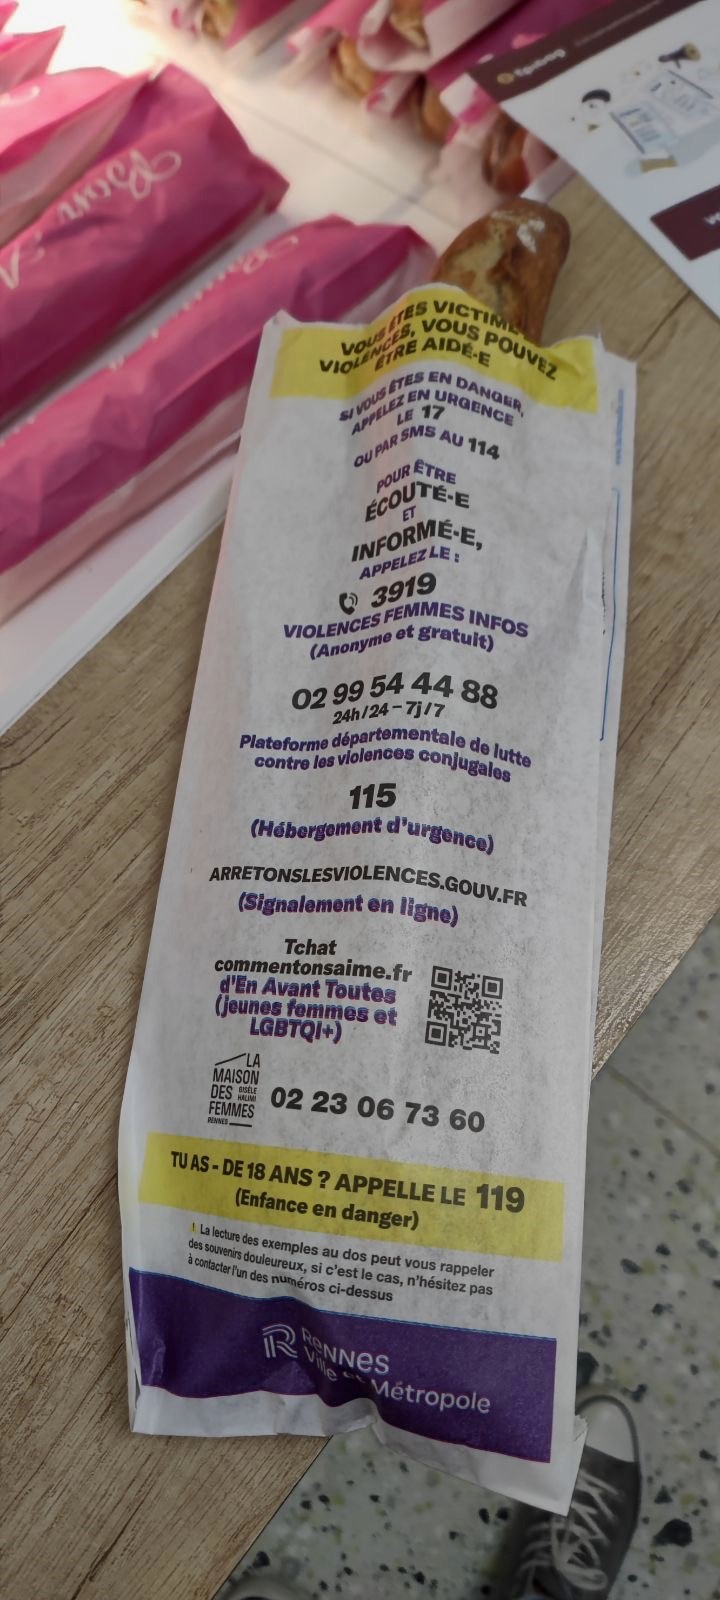 Bon A
VOUS ÊTES VICTIME
VIOLENCES, VOUS POUVEZ
ÊTRE AIDÉ·E
SI VOUS ÊTES EN DANGER,
APPELEZ EN URGENCE
LE 17
OU PAR SMS AU 114
POUR ÊTRE
ÉCOUTÉ·E
ET
INFORMÉ·E,
APPELEZ LE :
3919
VIOLENCES FEMMES INFOS
(Anonyme et gratuit)
02 99 54 44 88
24h/24 – 7j/7
Plateforme départementale de lutte
contre les violences conjugales
115
(Hébergement d'urgence)
ARRETONSLESVIOLENCES.GOUV.FR
(Signalement en ligne)
Tchat
commentonsaime.fr
d'En Avant Toutes
(jeunes femmes et
LGBTQI+)
LA
MAISON
DES GISÈLE HALIMI
FEMMES
RENNES
02 23 06 73 60
TU AS - DE 18 ANS ? APPELLE LE 119
(Enfance en danger)
! La lecture des exemples au dos peut vous rappeler
des souvenirs douleureux, si c'est le cas, n'hésitez pas
à contacter l'un des numéros ci-dessus
RENNES
Ville et Métropole